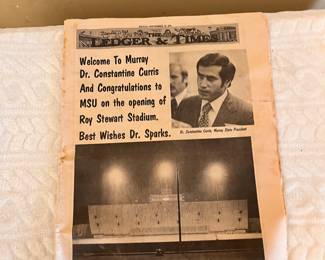 LEDGER & TIMES
Welcome To Murray
Dr. Constantine Curris
And Congratulations to
MSU on the opening of
Roy Stewart Stadium.
Best Wishes Dr. Sparks.
Dr. Constantine Curris, Murray State President